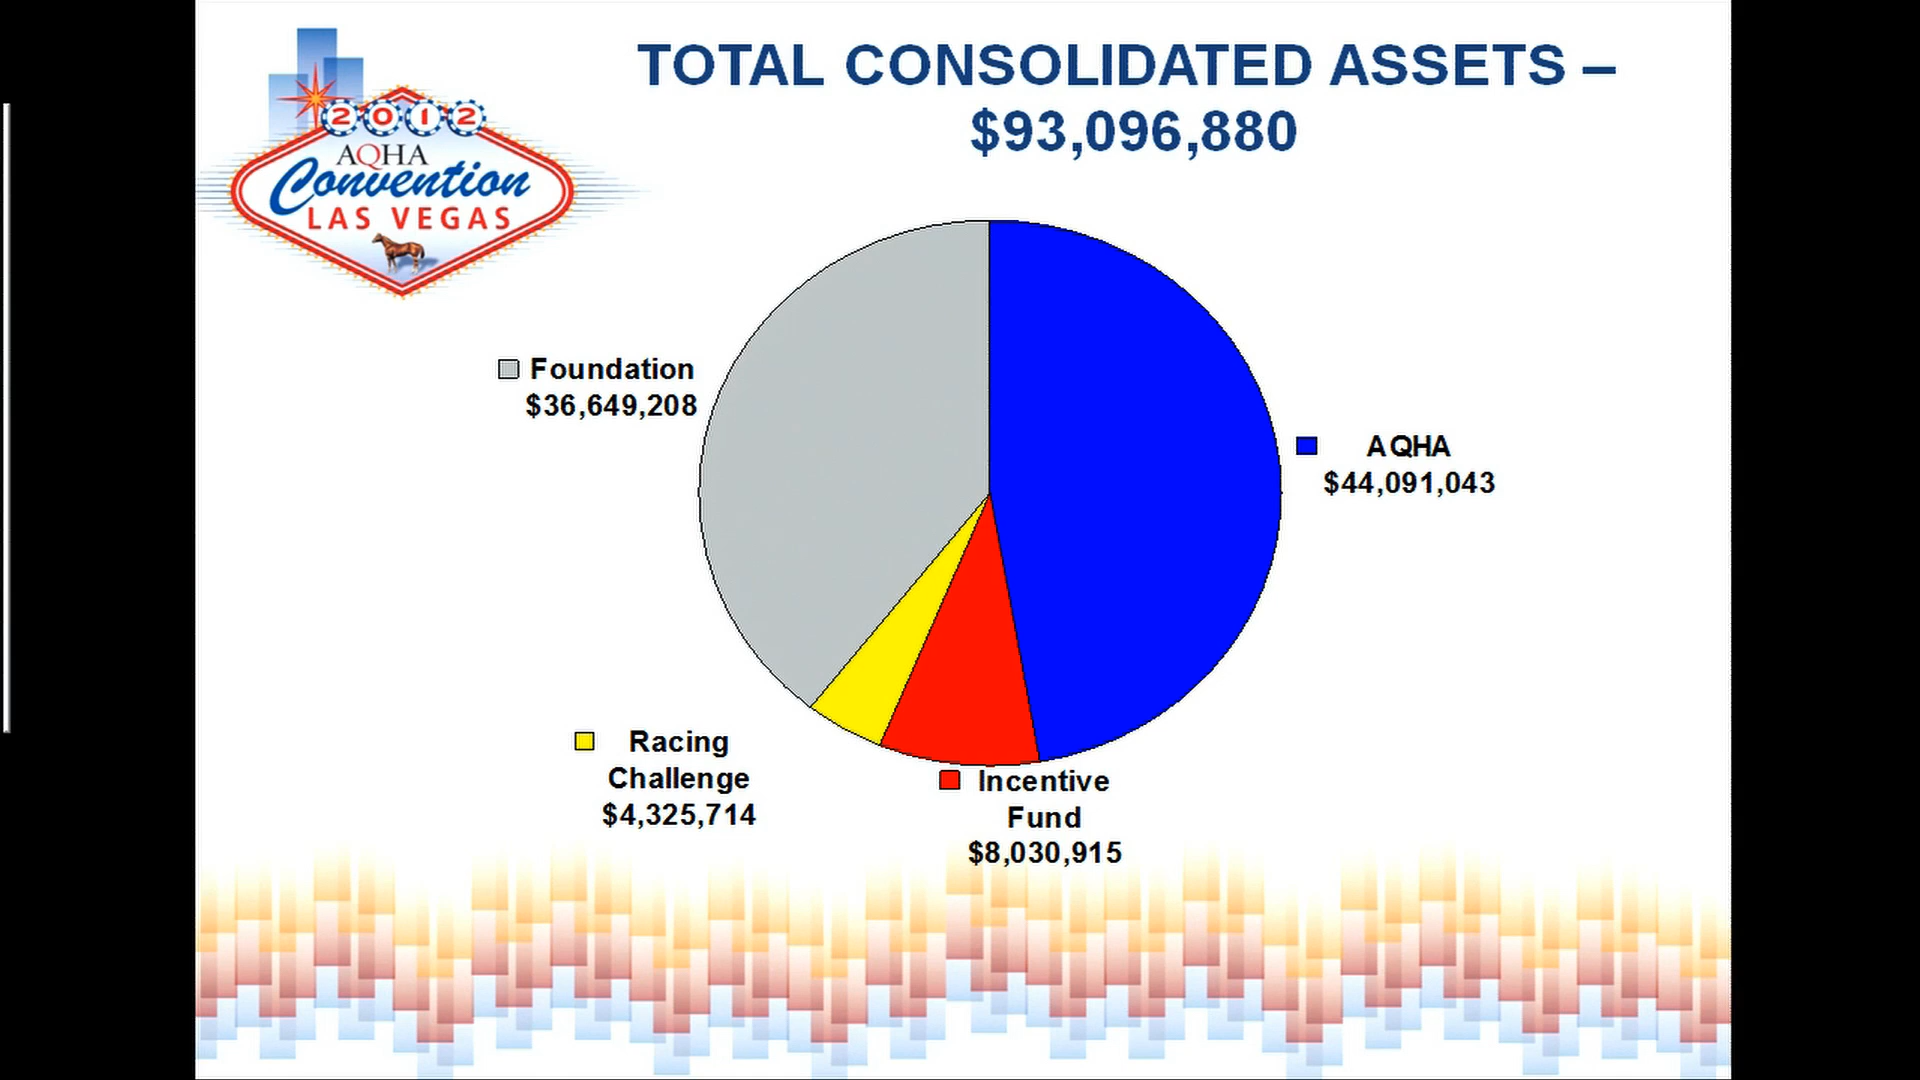 TOTAL CONSOLIDATED ASSETS –
$93,096,880
2012
AQHA
Convention
LAS VEGAS
Foundation
$36,649,208
AQHA
$44,091,043
Racing
Challenge
$4,325,714
Incentive
Fund
$8,030,915